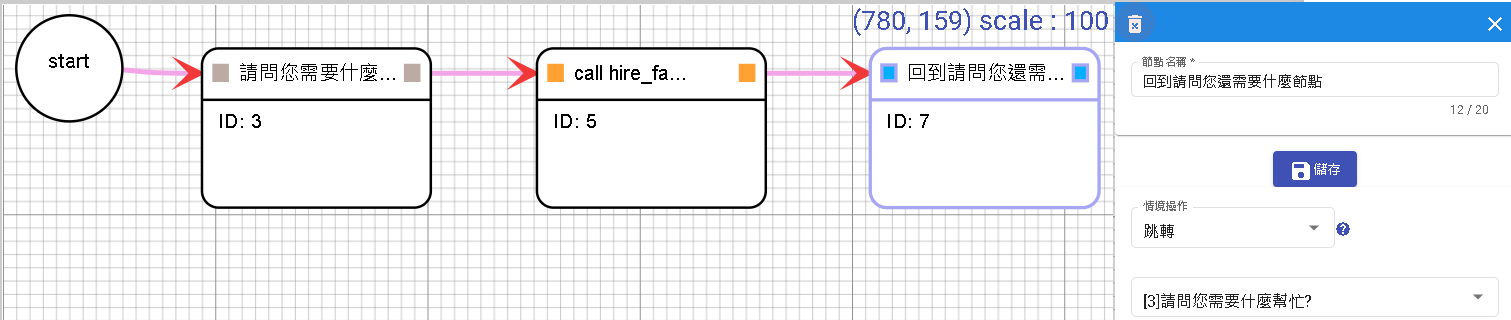 (780, 159) scale : 100
start
請問您需要什麼...
call hire_fa...
回到請問您還需...
ID: 3
ID: 5
ID: 7
節點名稱 *
回到請問您還需要什麼節點
12 / 20
儲存
情境操作
跳轉
?
[3]請問您需要什麼幫忙?